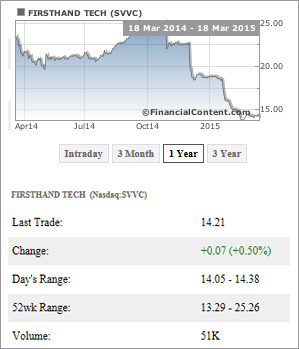 FIRSTHAND TECH (SVVC)
18 Mar 2014 - 18 Mar 2015
25.00
20.00
15.00
©FinancialContent.com
Apr14 Jul14 Oct14 2015
Intraday 3 Month 1 Year 3 Year
FIRSTHAND TECH (Nasdaq:SVVC)
Last Trade: 14.21
Change: +0.07 (+0.50%)
Day's Range: 14.05 - 14.38
52wk Range: 13.29 - 25.26
Volume: 51K